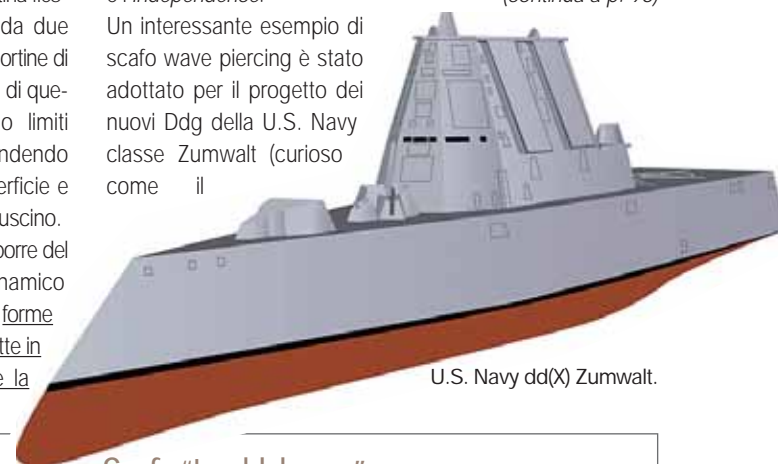 da due
ortine di
di que-
o limiti
ndendo
erficie e
uscino.
porre del
namico
forme
tte in
e la
(continua a p. 98)
Un interessante esempio di
scafo wave piercing è stato
adottato per il progetto dei
nuovi Ddg della U.S. Navy
classe Zumwalt (curioso
come il
U.S. Navy dd(X) Zumwalt.